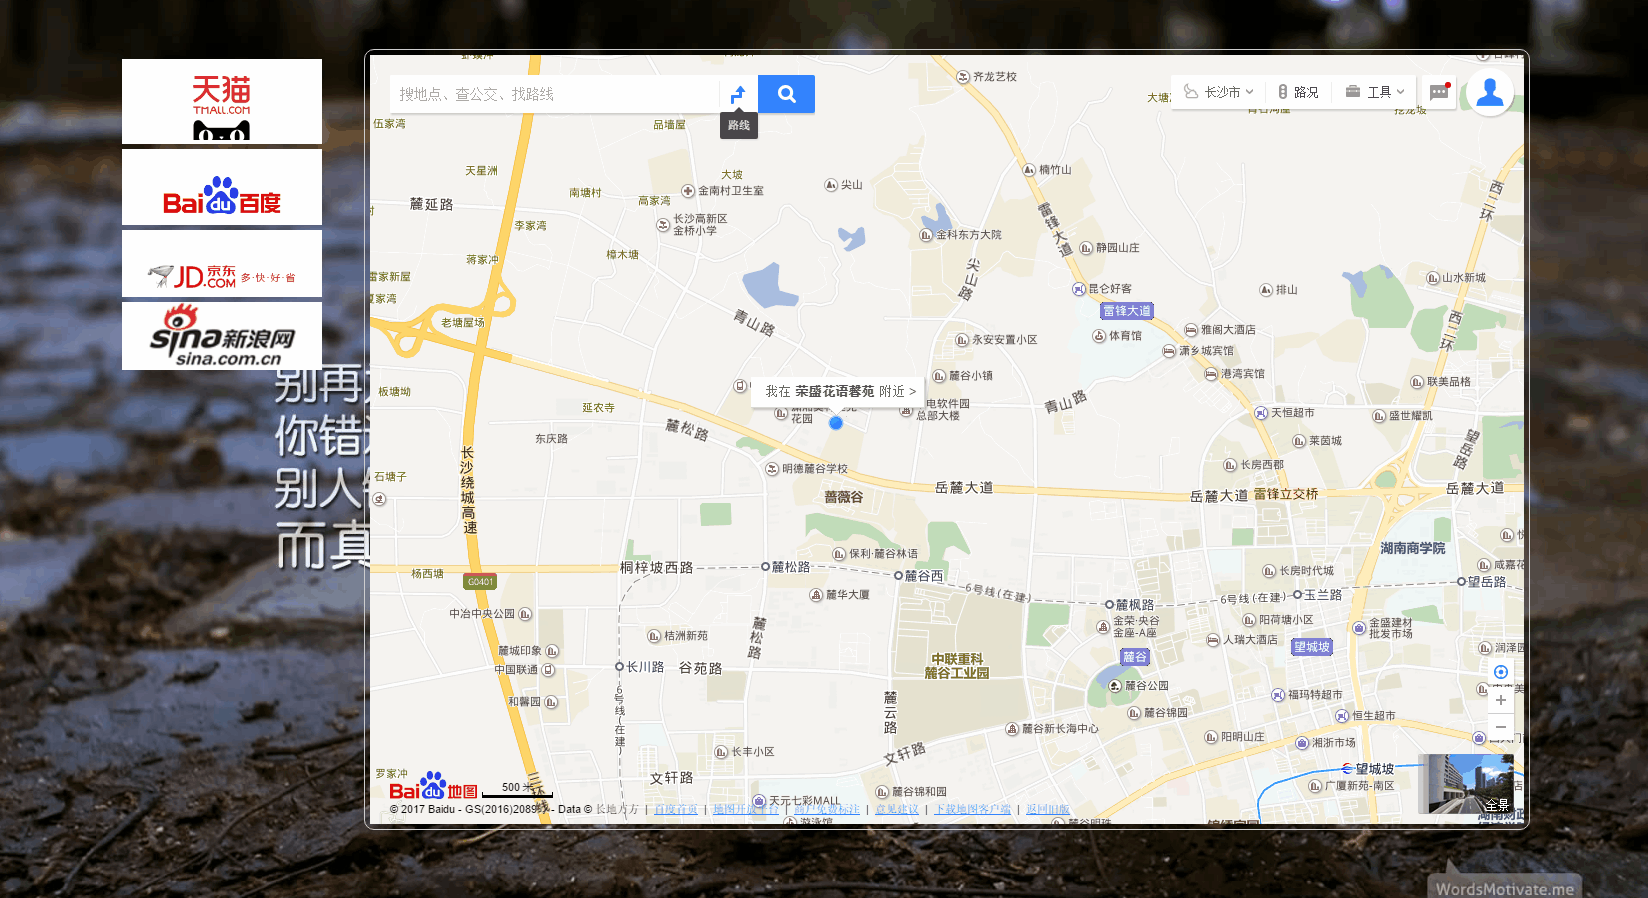 天猫
TMALL.COM
Baidu百度
JD京东
.COM
多·快·好·省
sina新浪网
sina.com.cn
别再
你错
别人
而真
搜地点、查公交、找路线
路线
长沙市
路况
工具
齐龙艺校
伍家湾
品墙屋
天星洲
大坡
南塘村
高家湾
金南村卫生室
尖山
楠竹山
西二环
麓延路
李家湾
长沙高新区
金桥小学
金科东方大院
雷锋大道
静园山庄
蒋家冲
樟木塘
尖山路
雷家新屋
昆仑好客
排山
山水新城
老塘屋场
青山路
雷锋大道
体育馆
雅阁大酒店
西二环
永安安置小区
潇乡城宾馆
麓谷小镇
港湾宾馆
联美品格
板塘坳
我在 荣盛花语馨苑 附近 >
延农寺
花园
电软件园
总部大楼
青山路
天恒超市
盛世耀凯
东庆路
麓松路
莱茵城
望岳路
长沙绕城高速
石塘子
明德麓谷学校
长房西郡
蔷薇谷
岳麓大道
岳麓大道
雷锋立交桥
岳麓大道
保利·麓谷林语
湖南商学院
杨西塘
G0401
桐梓坡西路
麓松路
麓谷西
6号线(在建)
长房时代城
咸嘉花
望岳路
中冶中央公园
麓华大厦
麓枫路
6号线(在建)
玉兰路
金荣·央谷
金座-A座
阳荷塘小区
金盛建材
批发市场
桔洲新苑
麓松路
人瑞大酒店
望城坡
润泽园
麓城印象
中国联通
长川路
谷苑路
中联重科
麓谷工业园
麓谷
麓谷公园
和馨园
6号线(在建)
麓云路
麓谷锦园
福玛特超市
恒生超市
麓谷新长海中心
阳明山庄
湘浙市场
长丰小区
文轩路
文轩路
罗家冲
三环线
望城坡
广厦新苑-南区
麓谷锦和园
天元七彩MALL
游泳馆
麓谷明珠
全景
Baidu地图
500 米
© 2017 Baidu - GS(2016)2089号 - Data © 长地万方 | 百度首页 | 地图开放平台 | 商户免费标注 | 意见建议 | 下载地图客户端 | 返回旧版
WordsMotivate.me